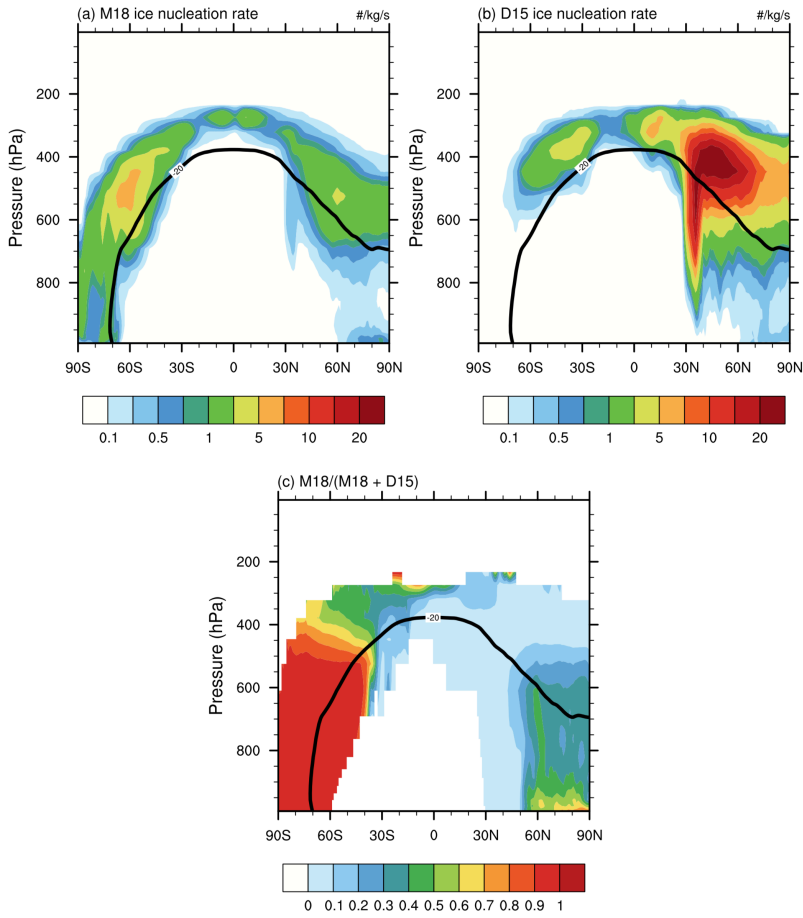 (a) M18 ice nucleation rate #/kg/s
Pressure (hPa)
200
400
600
800
-20
90S 60S 30S 0 30N 60N 90N
0.1 0.5 1 5 10 20
(b) D15 ice nucleation rate #/kg/s
Pressure (hPa)
200
400
600
800
-20
90S 60S 30S 0 30N 60N 90N
0.1 0.5 1 5 10 20
(c) M18/(M18 + D15)
Pressure (hPa)
200
400
600
800
-20
90S 60S 30S 0 30N 60N 90N
0 0.1 0.2 0.3 0.4 0.5 0.6 0.7 0.8 0.9 1